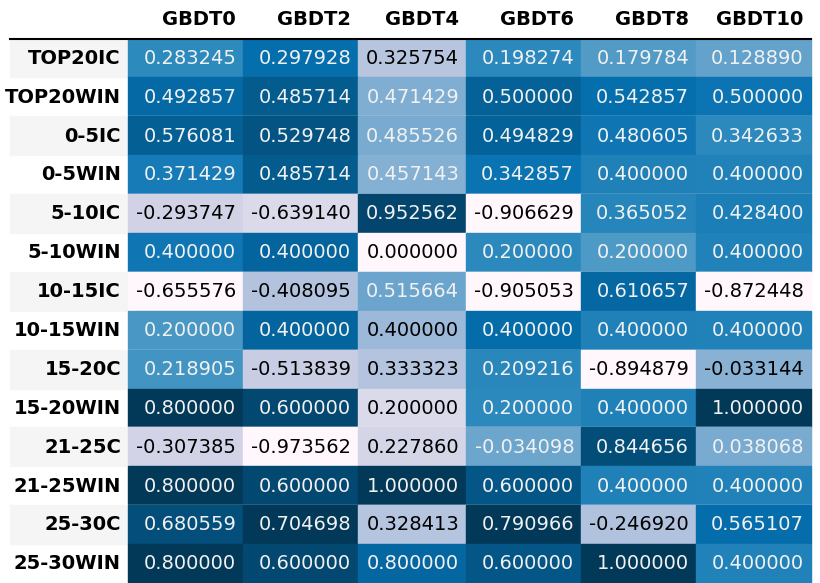 GBDT0 GBDT2 GBDT4 GBDT6 GBDT8 GBDT10
TOP20IC 0.283245 0.297928 0.325754 0.198274 0.179784 0.128890
TOP20WIN 0.492857 0.485714 0.471429 0.500000 0.542857 0.500000
0-5IC 0.576081 0.529748 0.485526 0.494829 0.480605 0.342633
0-5WIN 0.371429 0.485714 0.457143 0.342857 0.400000 0.400000
5-10IC -0.293747 -0.639140 0.952562 -0.906629 0.365052 0.428400
5-10WIN 0.400000 0.400000 0.000000 0.200000 0.200000 0.400000
10-15IC -0.655576 -0.408095 0.515664 -0.905053 0.610657 -0.872448
10-15WIN 0.200000 0.400000 0.400000 0.400000 0.400000 0.400000
15-20C 0.218905 -0.513839 0.333323 0.209216 -0.894879 -0.033144
15-20WIN 0.800000 0.600000 0.200000 0.200000 0.400000 1.000000
21-25C -0.307385 -0.973562 0.227860 -0.034098 0.844656 0.038068
21-25WIN 0.800000 0.600000 1.000000 0.600000 0.400000 0.400000
25-30C 0.680559 0.704698 0.328413 0.790966 -0.246920 0.565107
25-30WIN 0.800000 0.600000 0.800000 0.600000 1.000000 0.400000